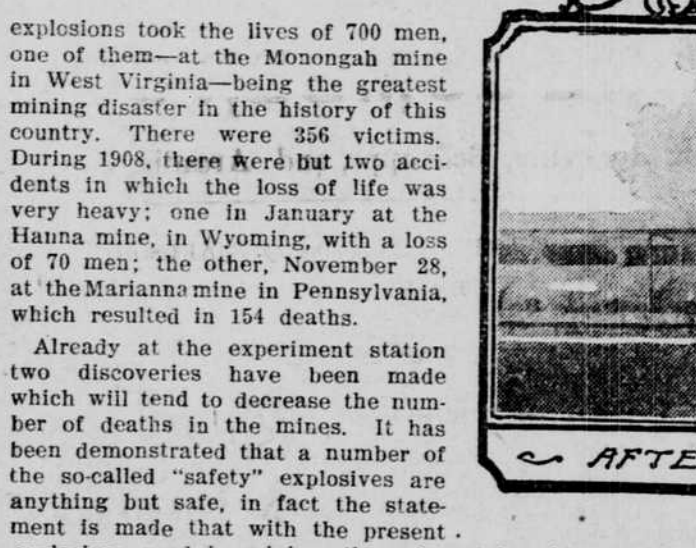 explosions took the lives of 700 men,
one of them—at the Monongah mine
in West Virginia—being the greatest
mining disaster in the history of this
country. There were 356 victims.
During 1908, there were but two acci-
dents in which the loss of life was
very heavy; one in January at the
Hanna mine, in Wyoming, with a loss
of 70 men; the other, November 28,
at the Marianna mine in Pennsylvania,
which resulted in 154 deaths.
Already at the experiment station
two discoveries have been made
which will tend to decrease the num-
ber of deaths in the mines. It has
been demonstrated that a number of
the so-called "safety" explosives are
anything but safe, in fact the state-
ment is made that with the present
AFTE